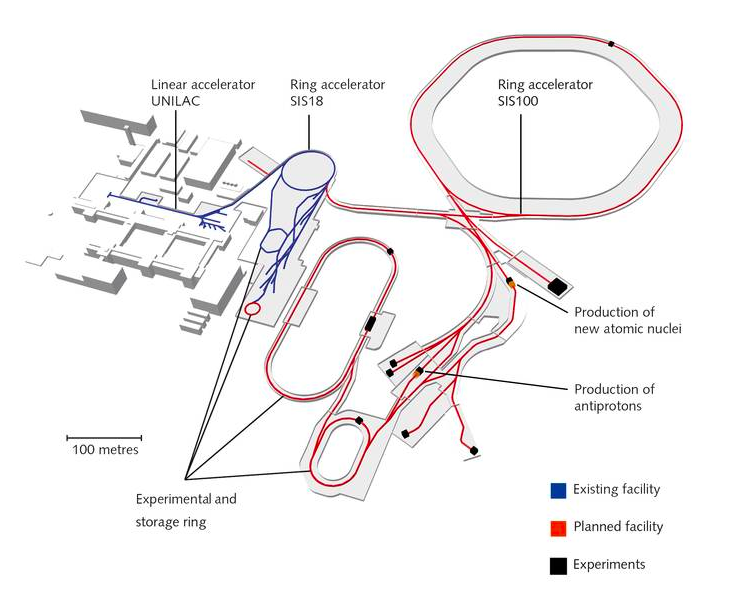 Linear accelerator
UNILAC
Ring accelerator
SIS18
Ring accelerator
SIS100
Production of
new atomic nuclei
Production of
antiprotons
100 metres
Experimental and
storage ring
Existing facility
Planned facility
Experiments